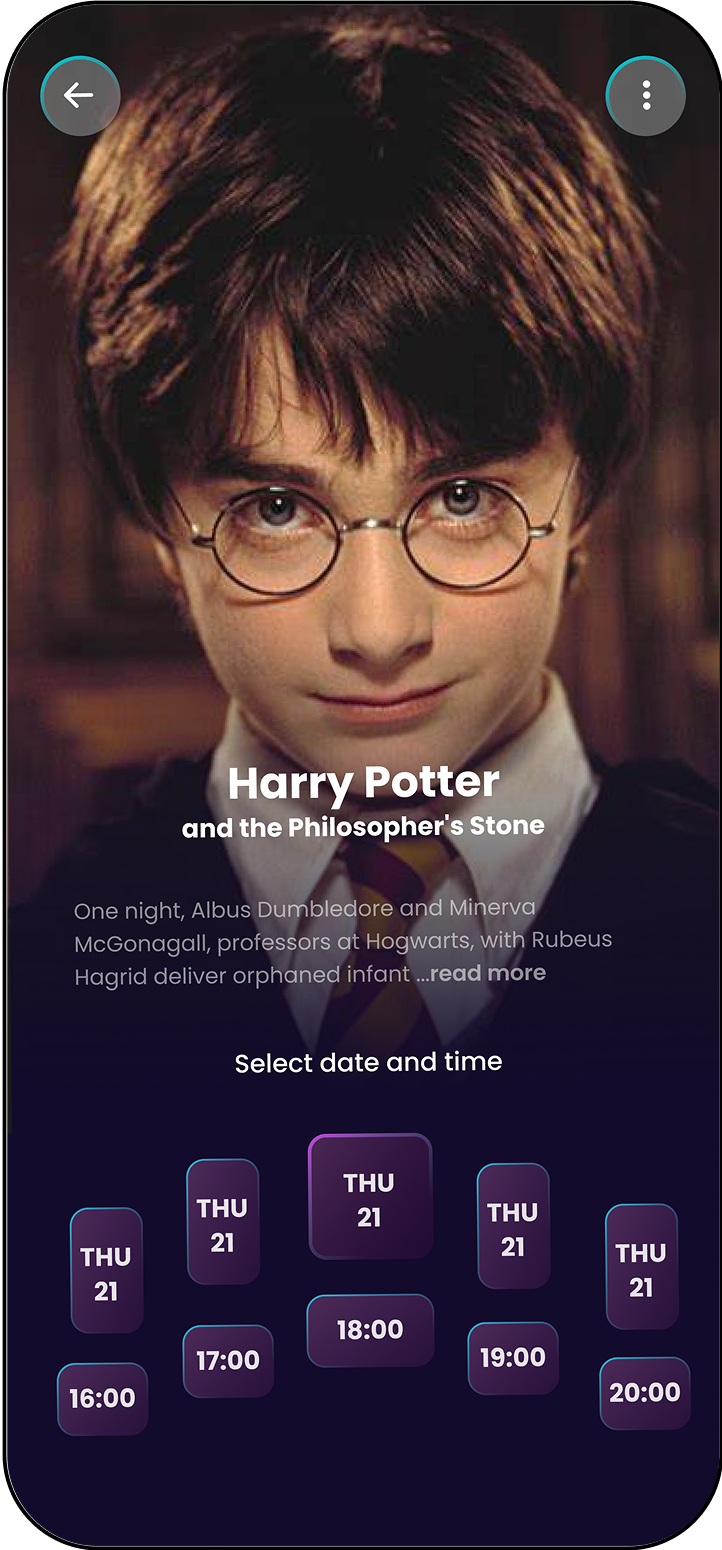 Harry Potter
and the Philosopher's Stone
One night, Albus Dumbledore and Minerva
McGonagall, professors at Hogwarts, with Rubeus
Hagrid deliver orphaned infant ...read more
Select date and time
THU
21
THU
21
THU
21
THU
21
THU
21
16:00
17:00
18:00
19:00
20:00